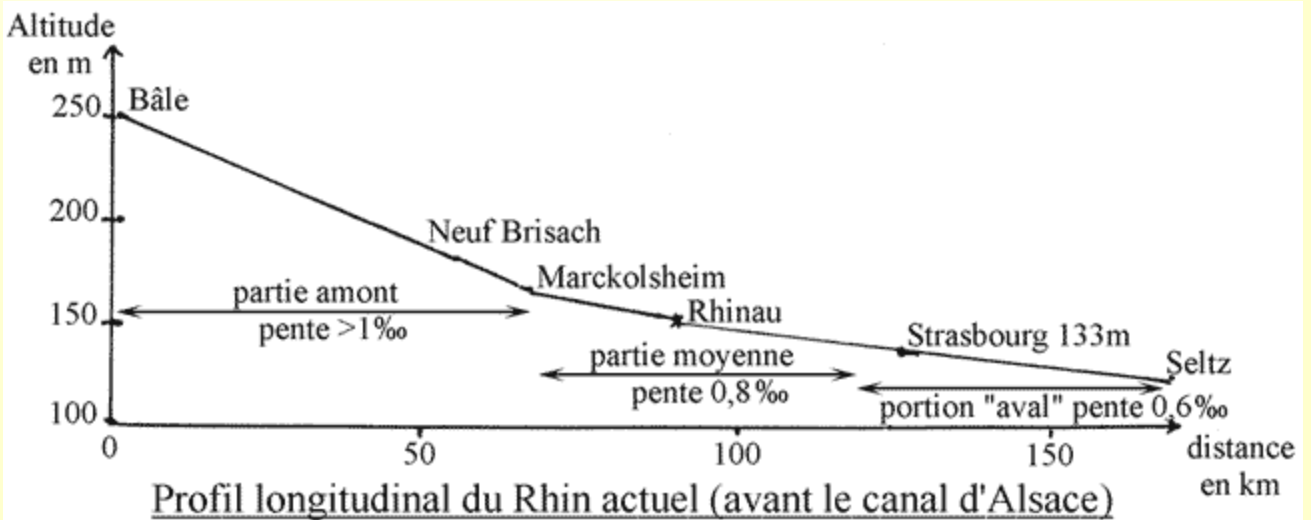 Altitude
en m
250
Bâle
200
Neuf Brisach
Marckolsheim
partie amont
pente >1‰
150
Rhinau
Strasbourg 133m
partie moyenne
pente 0,8‰
Seltz
portion "aval" pente 0,6‰
100
0
50
100
150
distance
en km
Profil longitudinal du Rhin actuel (avant le canal d'Alsace)